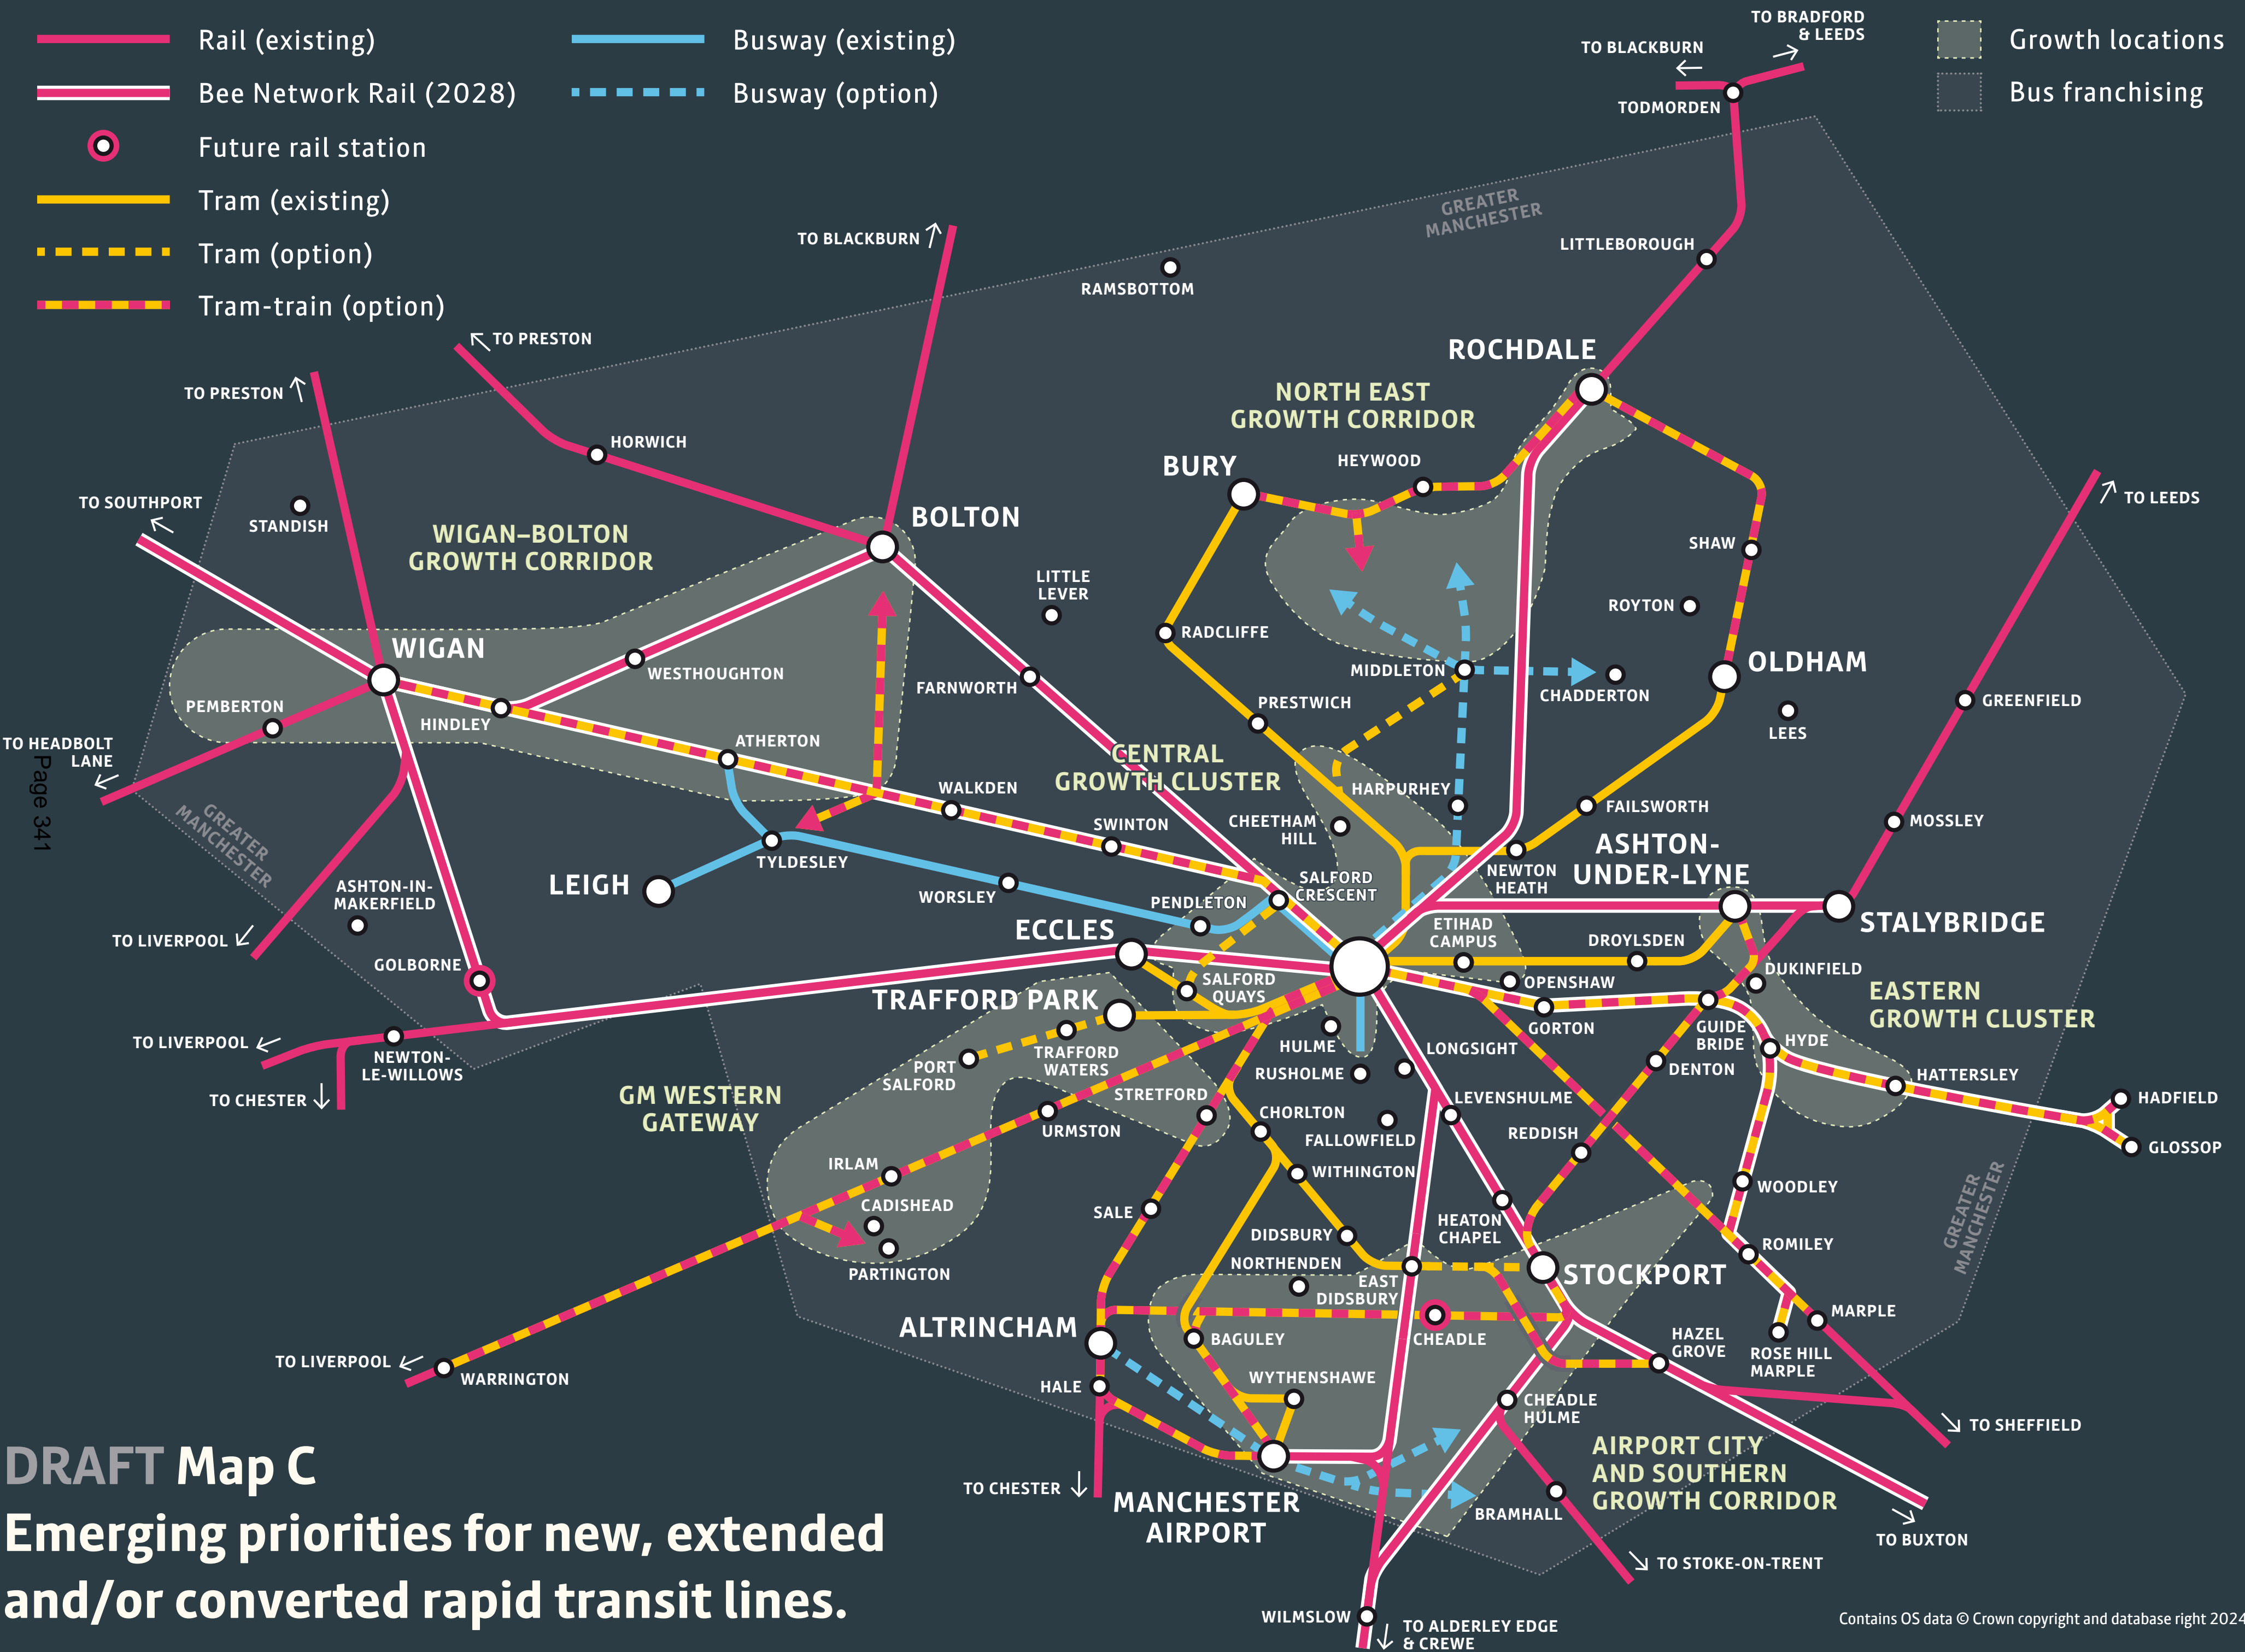 Rail (existing)
Bee Network Rail (2028)
Future rail station
Tram (existing)
Tram (option)
Tram-train (option)
Busway (existing)
Busway (option)
Growth locations
Bus franchising
TO BRADFORD
& LEEDS
TO BLACKBURN
TODMORDEN
GREATER
MANCHESTER
LITTLEBOROUGH
TO BLACKBURN
RAMSBOTTOM
TO PRESTON
TO PRESTON
ROCHDALE
NORTH EAST
GROWTH CORRIDOR
HORWICH
BURY
HEYWOOD
TO SOUTHPORT
STANDISH
WIGAN–BOLTON
GROWTH CORRIDOR
BOLTON
TO LEEDS
SHAW
LITTLE
LEVER
ROYTON
RADCLIFFE
WIGAN
WESTHOUGHTON
MIDDLETON
OLDHAM
CHADDERTON
FARNWORTH
PEMBERTON
HINDLEY
PRESTWICH
GREENFIELD
LEES
TO HEADBOLT
LANE
ATHERTON
CENTRAL
GROWTH CLUSTER
Page 341
WALKDEN
HARPURHEY
FAILSWORTH
GREATER
MANCHESTER
SWINTON
CHEETHAM
HILL
MOSSLEY
TYLDESLEY
NEWTON
HEATH
ASHTON-
UNDER-LYNE
LEIGH
ASHTON-IN-
MAKERFIELD
WORSLEY
SALFORD
CRESCENT
PENDLETON
STALYBRIDGE
ECCLES
ETIHAD
CAMPUS
DROYLSDEN
TO LIVERPOOL
GOLBORNE
DUKINFIELD
SALFORD
QUAYS
OPENSHAW
TRAFFORD PARK
EASTERN
GROWTH CLUSTER
GORTON
GUIDE
BRIDE
HYDE
TO LIVERPOOL
NEWTON-
LE-WILLOWS
TRAFFORD
WATERS
HULME
LONGSIGHT
PORT
SALFORD
RUSHOLME
DENTON
HATTERSLEY
TO CHESTER
GM WESTERN
GATEWAY
STRETFORD
LEVENSHULME
HADFIELD
URMSTON
CHORLTON
FALLOWFIELD
REDDISH
GLOSSOP
IRLAM
WITHINGTON
WOODLEY
CADISHEAD
SALE
HEATON
CHAPEL
GREATER
MANCHESTER
DIDSBURY
ROMILEY
PARTINGTON
NORTHENDEN
EAST
DIDSBURY
STOCKPORT
MARPLE
ALTRINCHAM
BAGULEY
CHEADLE
HAZEL
GROVE
ROSE HILL
MARPLE
TO LIVERPOOL
WARRINGTON
HALE
WYTHENSHAWE
CHEADLE
HULME
TO SHEFFIELD
AIRPORT CITY
AND SOUTHERN
GROWTH CORRIDOR
TO CHESTER
MANCHESTER
AIRPORT
BRAMHALL
TO BUXTON
TO STOKE-ON-TRENT
WILMSLOW
TO ALDERLEY EDGE
& CREWE
DRAFT Map C
Emerging priorities for new, extended
and/or converted rapid transit lines.
Contains OS data © Crown copyright and database right 2024